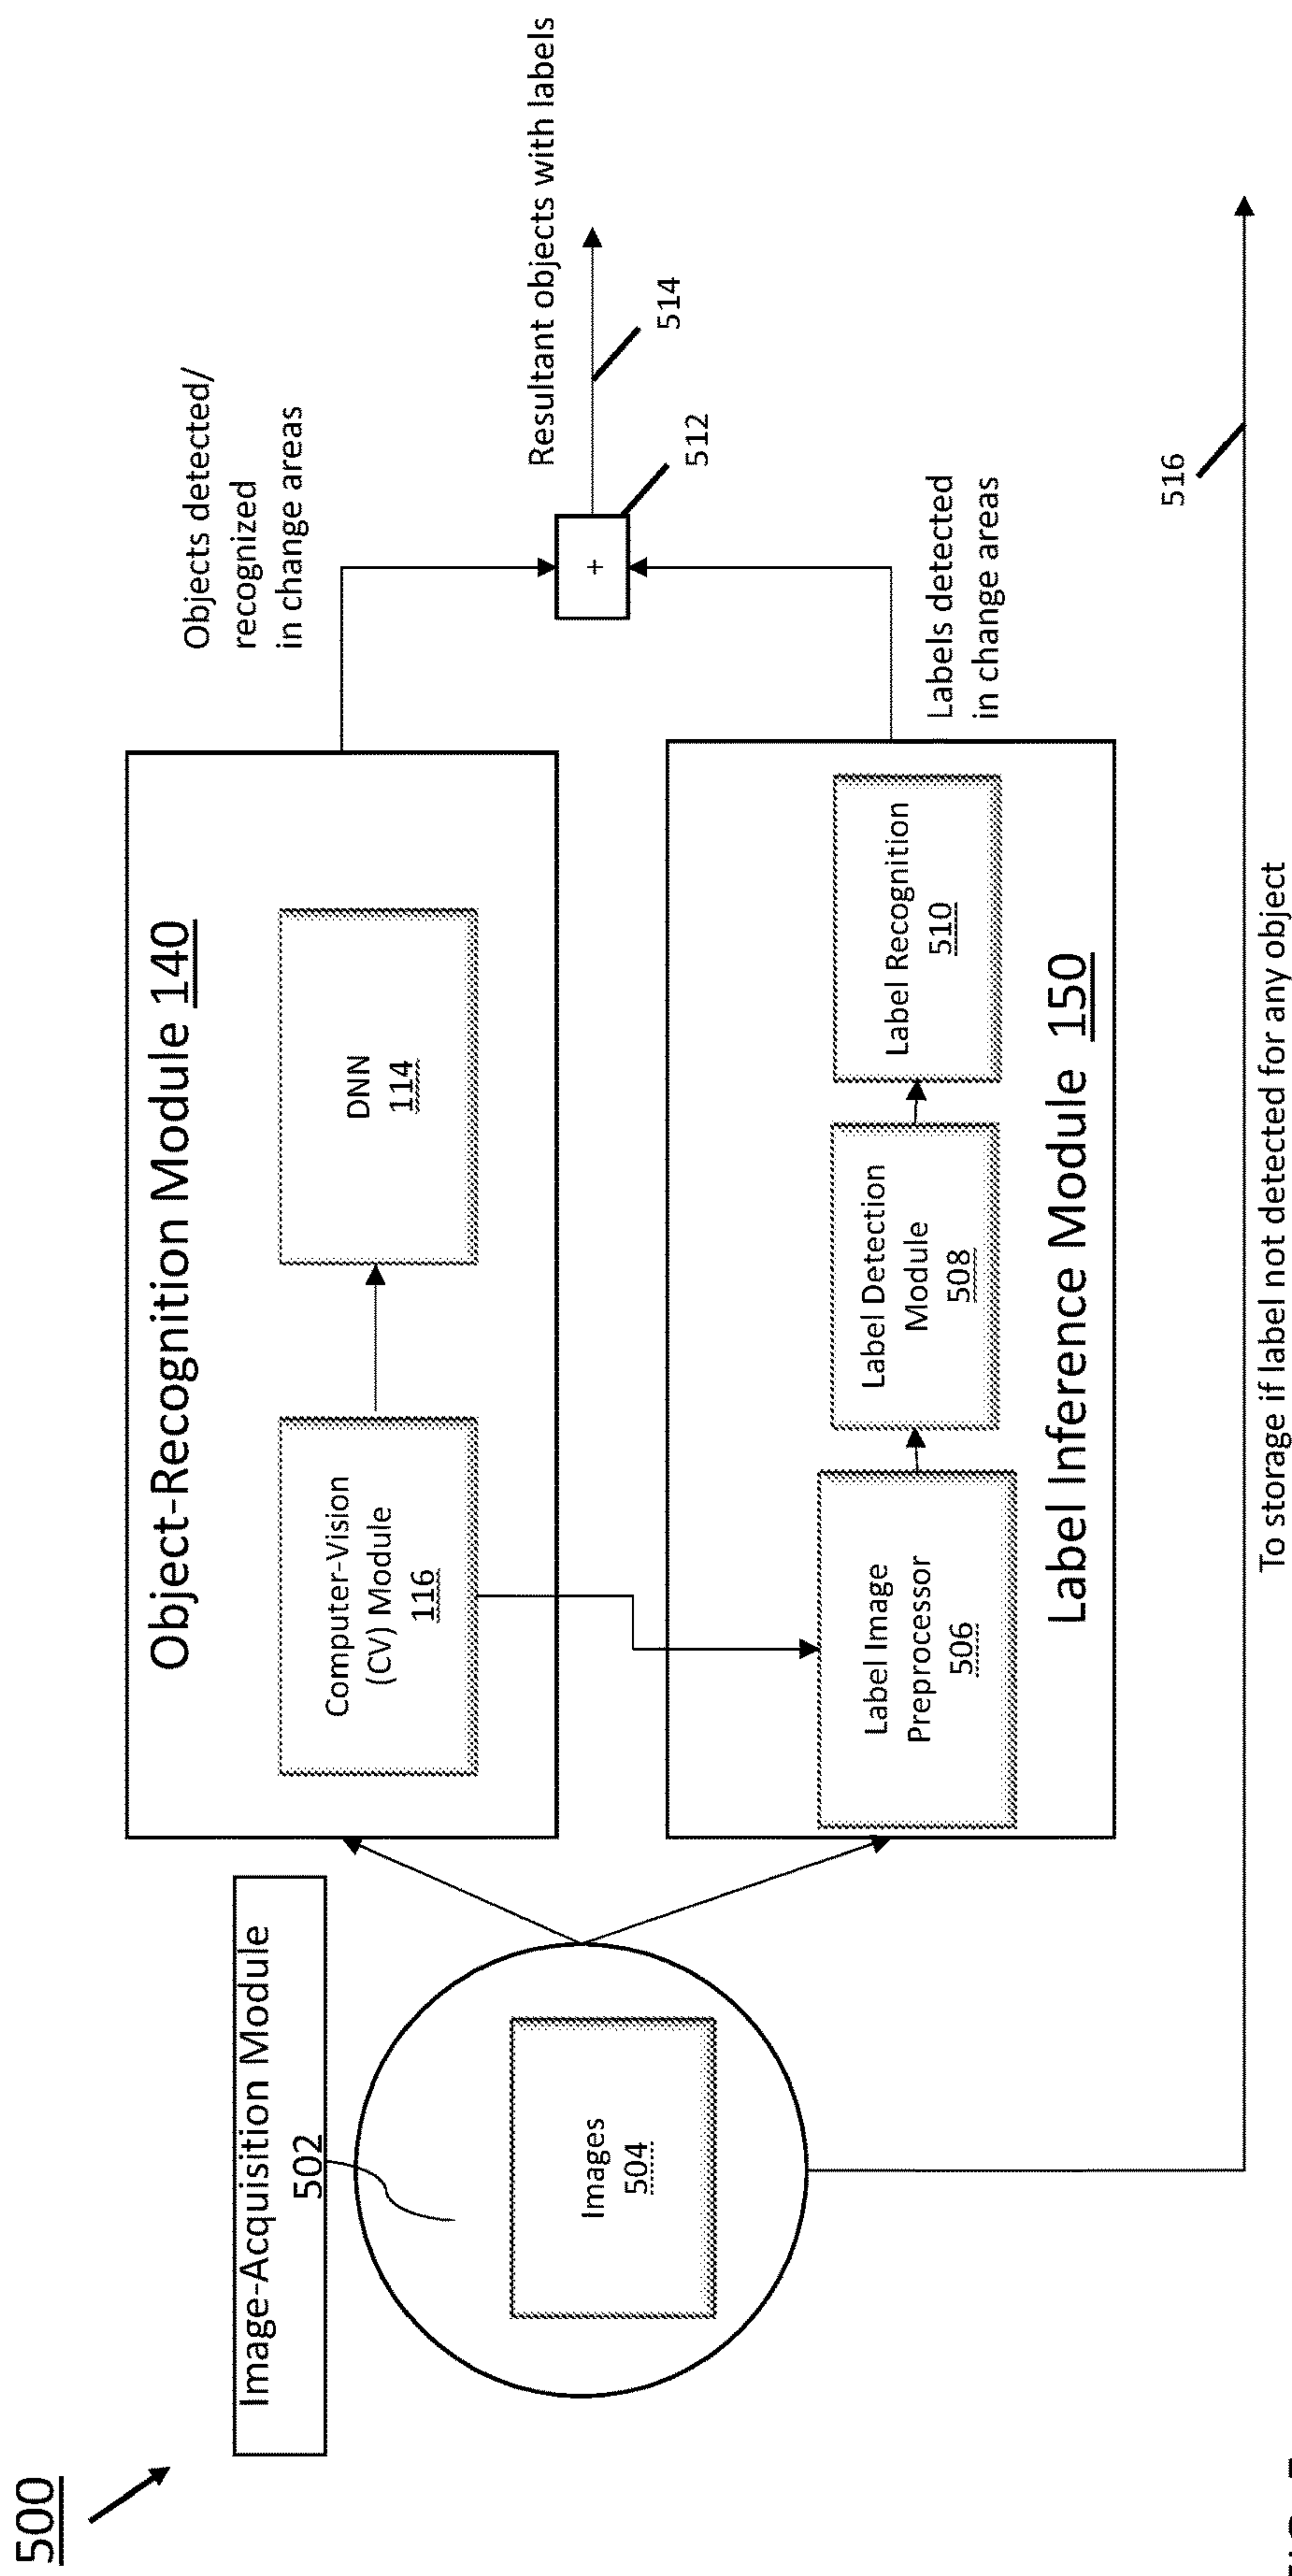 500
Image-Acquisition Module
502
Images
504
Object-Recognition Module 140
Computer-Vision
(CV) Module
116
DNN
114
Label Image
Preprocessor
506
Label Detection
Module
508
Label Recognition
510
Label Inference Module 150
Objects detected/
recognized
in change areas
Labels detected
in change areas
+
512
Resultant objects with labels
514
516
To storage if label not detected for any object